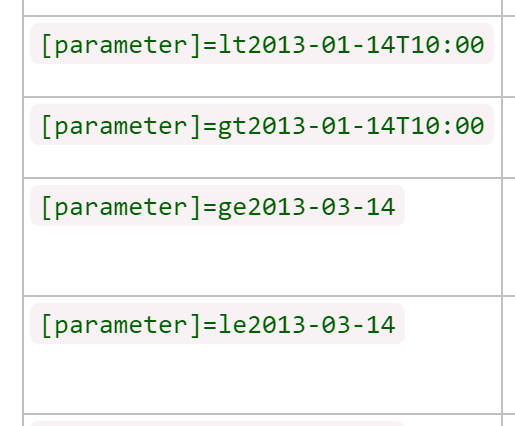 [parameter]=lt2013-01-14T10:00
[parameter]=gt2013-01-14T10:00
[parameter]=ge2013-03-14
[parameter]=le2013-03-14